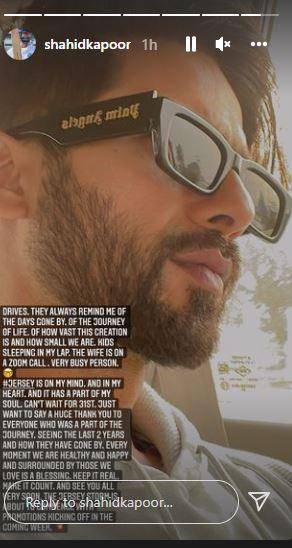 shahidkapoor 1h
Palm Angels
DRIVES. THEY ALWAYS REMIND ME OF
THE DAYS GONE BY. OF THE JOURNEY
OF LIFE. OF HOW VAST THIS CREATION
IS AND HOW SMALL WE ARE. KIDS
SLEEPING IN MY LAP. THE WIFE IS ON
A ZOOM CALL . VERY BUSY PERSON.
🤓
#JERSEY IS ON MY MIND. AND IN MY
HEART. AND IT HAS A PART OF MY
SOUL. CAN'T WAIT FOR 31ST. JUST
WANT TO SAY A HUGE THANK YOU TO
EVERYONE WHO WAS A PART OF THE
JOURNEY. SEEING THE LAST 2 YEARS
AND HOW THEY HAVE GONE BY. EVERY
MOMENT WE ARE HEALTHY AND HAPPY
AND SURROUNDED BY THOSE WE
LOVE IS A BLESSING. KEEP IT REAL.
MAKE IT COUNT. AND SEE YOU ALL
VERY SOON. THE JERSEY STORM IS
ABOUT
Reply to shahidkapoor...
PROMOTIONS KICKING OFF IN THE
COMING WEEK. 💥